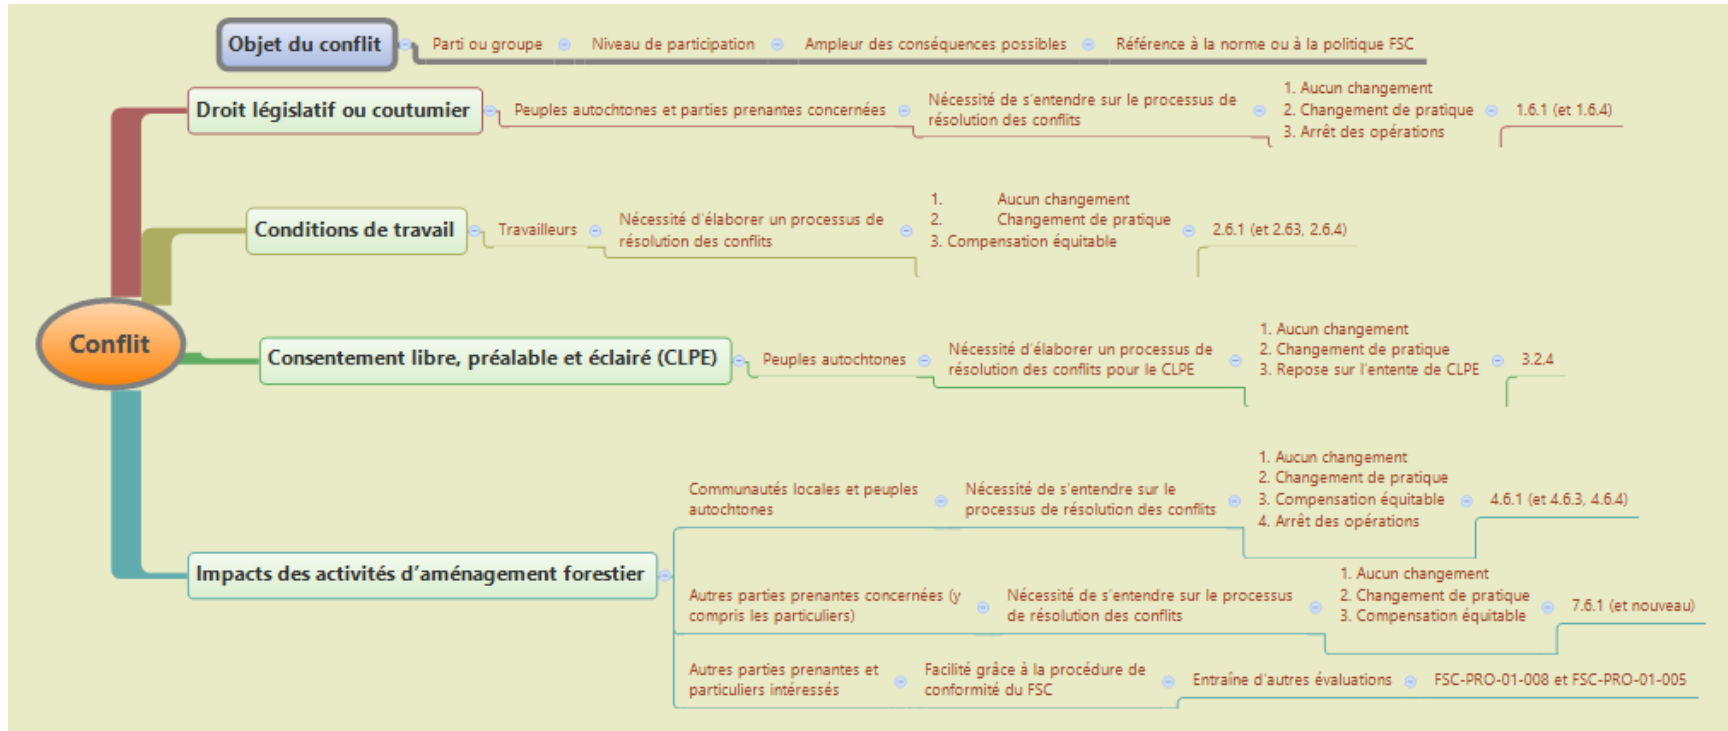 Objet du conflit
Parti ou groupe
Niveau de participation
Ampleur des conséquences possibles
Référence à la norme ou à la politique FSC
Droit législatif ou coutumier
Peuples autochtones et parties prenantes concernées
Nécessité de s'entendre sur le processus de
résolution des conflits
1. Aucun changement
2. Changement de pratique
3. Arrêt des opérations
1.6.1 (et 1.6.4)
Conditions de travail
Travailleurs
Nécessité d'élaborer un processus de
résolution des conflits
1. Aucun changement
2. Changement de pratique
3. Compensation équitable
2.6.1 (et 2.63, 2.6.4)
Conflit
Consentement libre, préalable et éclairé (CLPE)
Peuples autochtones
Nécessité d'élaborer un processus de
résolution des conflits pour le CLPE
1. Aucun changement
2. Changement de pratique
3. Repose sur l'entente de CLPE
3.2.4
Impacts des activités d'aménagement forestier
Communautés locales et peuples
autochtones
Nécessité de s'entendre sur le
processus de résolution des conflits
1. Aucun changement
2. Changement de pratique
3. Compensation équitable
4. Arrêt des opérations
4.6.1 (et 4.6.3, 4.6.4)
Autres parties prenantes concernées (y
compris les particuliers)
Nécessité de s'entendre sur le processus
de résolution des conflits
1. Aucun changement
2. Changement de pratique
3. Compensation équitable
7.6.1 (et nouveau)
Autres parties prenantes et
particuliers intéressés
Facilité grâce à la procédure de
conformité du FSC
Entraîne d'autres évaluations
FSC-PRO-01-008 et FSC-PRO-01-005